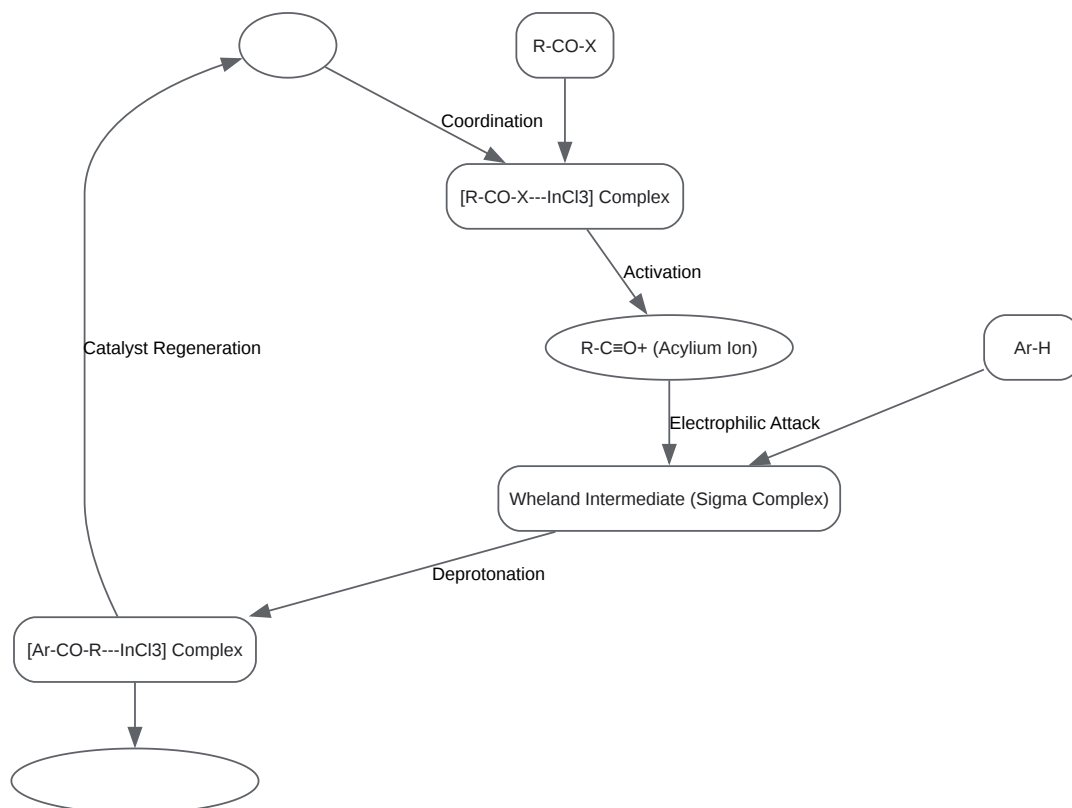 R-CO-X
Coordination
[R-CO-X---InCl3] Complex
Activation
R-C≡O+ (Acylium Ion)
Ar-H
Catalyst Regeneration
Electrophilic Attack
Wheland Intermediate (Sigma Complex)
Deprotonation
[Ar-CO-R---InCl3] Complex